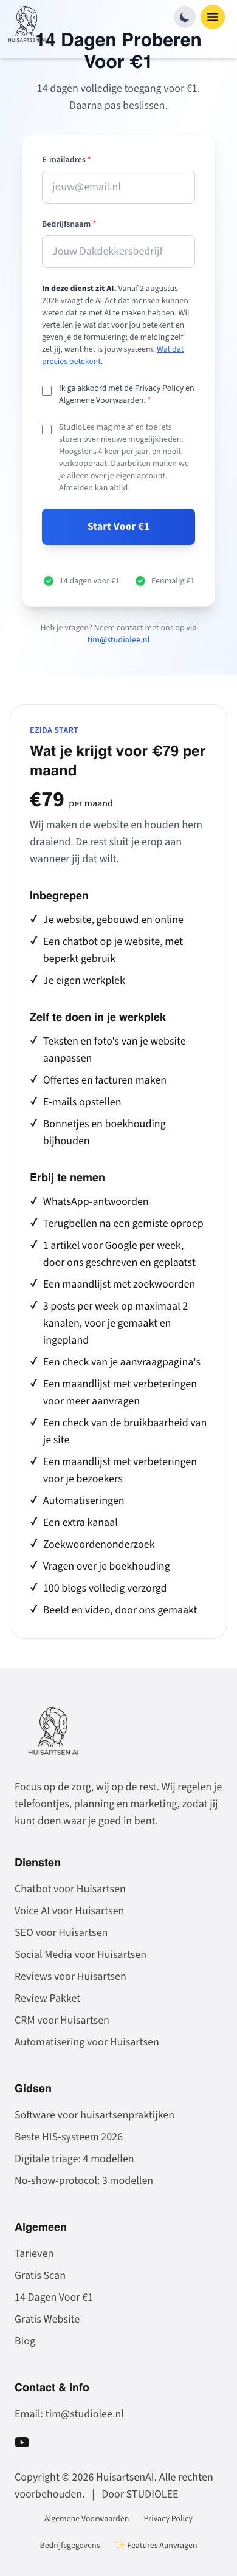 HUISARTSEN AI
14 Dagen Proberen
Voor €1
14 dagen volledige toegang voor €1.
Daarna pas beslissen.
E-mailadres *
jouw@email.nl
Bedrijfsnaam *
Jouw Dakdekkersbedrijf
In deze dienst zit AI. Vanaf 2 augustus
2026 vraagt de AI-Act dat mensen kunnen
weten dat ze met AI te maken hebben. Wij
vertellen je wat dat voor jou betekent en
geven je de formulering; de melding zelf
zet jij, want het is jouw systeem. Wat dat
precies betekent.
Ik ga akkoord met de Privacy Policy en
Algemene Voorwaarden. *
StudioLee mag me af en toe iets
sturen over nieuwe mogelijkheden.
Hoogstens 4 keer per jaar, en nooit
verkooppraat. Daarbuiten mailen we
je alleen over je eigen account.
Afmelden kan altijd.
Start Voor €1
14 dagen voor €1
Eenmalig €1
Heb je vragen? Neem contact met ons op via
tim@studiolee.nl
EZIDA START
Wat je krijgt voor €79 per
maand
€79 per maand
Wij maken de website en houden hem
draaiend. De rest sluit je erop aan
wanneer jij dat wilt.
Inbegrepen
✓ Je website, gebouwd en online
✓ Een chatbot op je website, met
beperkt gebruik
✓ Je eigen werkplek
Zelf te doen in je werkplek
✓ Teksten en foto's van je website
aanpassen
✓ Offertes en facturen maken
✓ E-mails opstellen
✓ Bonnetjes en boekhouding
bijhouden
Erbij te nemen
✓ WhatsApp-antwoorden
✓ Terugbellen na een gemiste oproep
✓ 1 artikel voor Google per week,
door ons geschreven en geplaatst
✓ Een maandlijst met zoekwoorden
✓ 3 posts per week op maximaal 2
kanalen, voor je gemaakt en
ingepland
✓ Een check van je aanvraagpagina's
✓ Een maandlijst met verbeteringen
voor meer aanvragen
✓ Een check van de bruikbaarheid van
je site
✓ Een maandlijst met verbeteringen
voor je bezoekers
✓ Automatiseringen
✓ Een extra kanaal
✓ Zoekwoordenonderzoek
✓ Vragen over je boekhouding
✓ 100 blogs volledig verzorgd
✓ Beeld en video, door ons gemaakt
HUISARTSEN AI
Focus op de zorg, wij op de rest. Wij regelen je
telefoontjes, planning en marketing, zodat jij
kunt doen waar je goed in bent.
Diensten
Chatbot voor Huisartsen
Voice AI voor Huisartsen
SEO voor Huisartsen
Social Media voor Huisartsen
Reviews voor Huisartsen
Review Pakket
CRM voor Huisartsen
Automatisering voor Huisartsen
Gidsen
Software voor huisartsenpraktijken
Beste HIS-systeem 2026
Digitale triage: 4 modellen
No-show-protocol: 3 modellen
Algemeen
Tarieven
Gratis Scan
14 Dagen Voor €1
Gratis Website
Blog
Contact & Info
Email: tim@studiolee.nl
Copyright © 2026 HuisartsenAI. Alle rechten
voorbehouden. | Door STUDIOLEE
Algemene Voorwaarden Privacy Policy
Bedrijfsgegevens ✨ Features Aanvragen